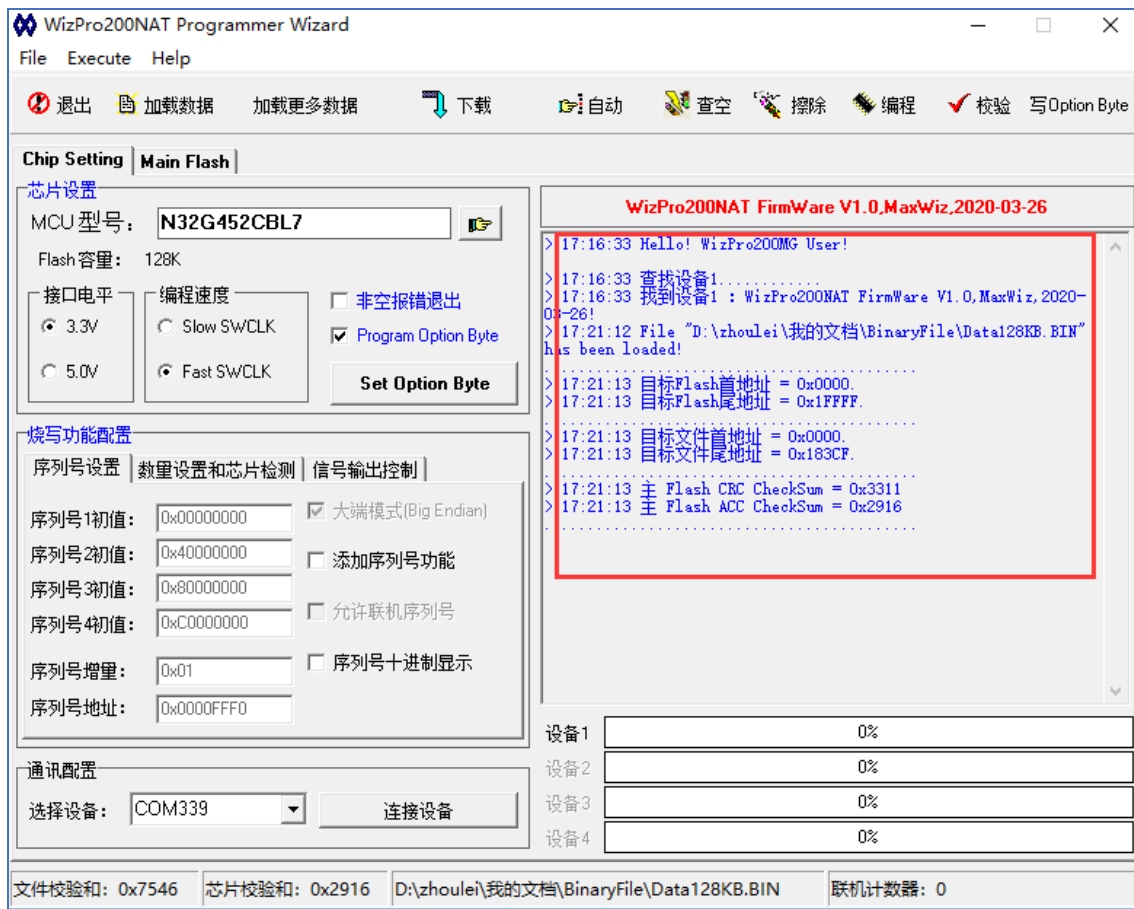 WizPro200NAT Programmer Wizard
File Execute Help
退出 加载数据 加载更多数据 下载 自动 查空 擦除 编程 校验 写Option Byte
Chip Setting Main Flash
芯片设置
MCU型号： N32G452CBL7
Flash容量： 128K
接口电平 编程速度
3.3V Slow SWCLK
5.0V Fast SWCLK
非空报错退出
Program Option Byte
Set Option Byte
烧写功能配置
序列号设置 数量设置和芯片检测 信号输出控制
序列号1初值： 0x00000000 大端模式(Big Endian)
序列号2初值： 0x40000000 添加序列号功能
序列号3初值： 0x80000000
序列号4初值： 0xC0000000 允许联机序列号
序列号增量： 0x01 序列号十进制显示
序列号地址： 0x0000FFF0
通讯配置
选择设备： COM339 连接设备
WizPro200NAT FirmWare V1.0,MaxWiz,2020-03-26
> 17:16:33 Hello! WizPro200MG User!
> 17:16:33 查找设备1............
> 17:16:33 找到设备1 : WizPro200NAT FirmWare V1.0,MaxWiz,2020-
03-26!
> 17:21:12 File "D:\zhoulei\我的文档\BinaryFile\Data128KB.BIN"
has been loaded!
......................................
> 17:21:13 目标Flash首地址 = 0x0000.
> 17:21:13 目标Flash尾地址 = 0x1FFFF.
......................................
> 17:21:13 目标文件首地址 = 0x0000.
> 17:21:13 目标文件尾地址 = 0x183CF.
......................................
> 17:21:13 主 Flash CRC CheckSum = 0x3311
> 17:21:13 主 Flash ACC CheckSum = 0x2916
......................................
设备1 0%
设备2 0%
设备3 0%
设备4 0%
文件校验和: 0x7546 芯片校验和: 0x2916 D:\zhoulei\我的文档\BinaryFile\Data128KB.BIN 联机计数器: 0